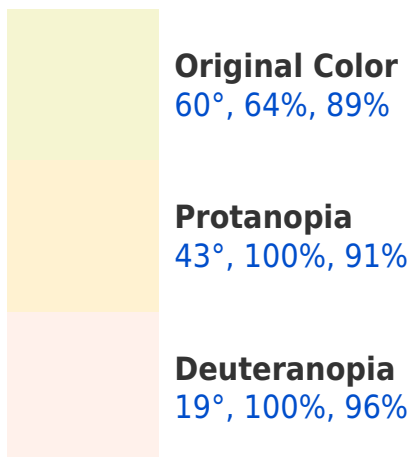 Original Color
60°, 64%, 89%
Protanopia
43°, 100%, 91%
Deuteranopia
19°, 100%, 96%